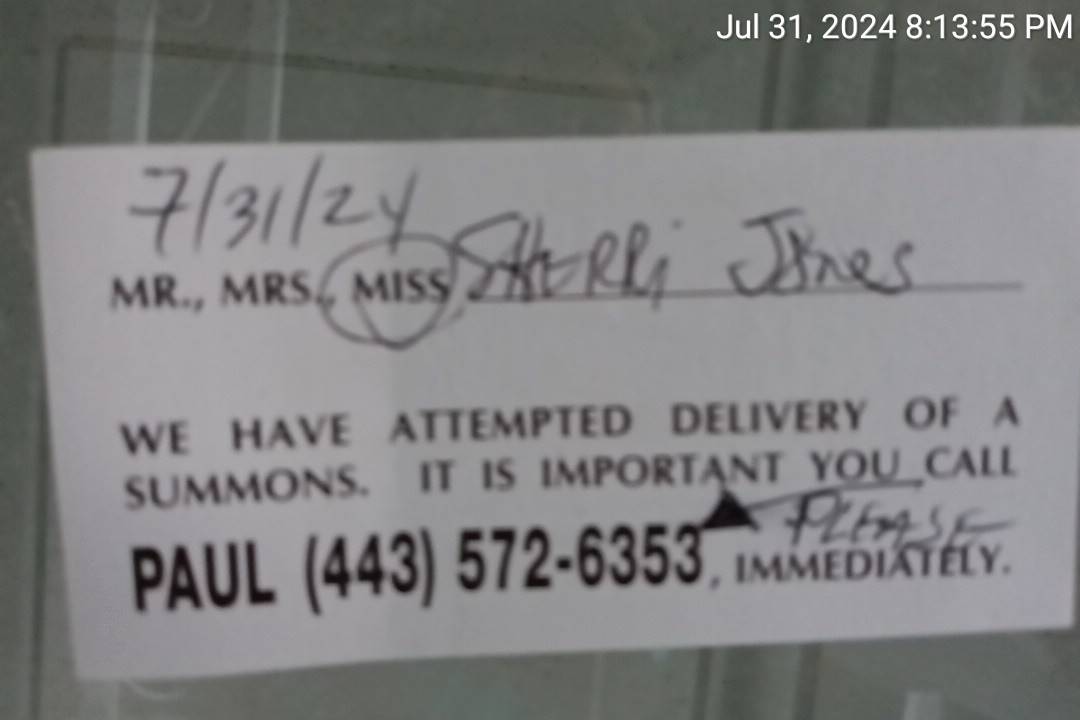 Jul 31, 2024 8:13:55 PM
7/31/24
MR., MRS., MISS SHERRi Jones
WE HAVE ATTEMPTED DELIVERY OF A
SUMMONS. IT IS IMPORTANT YOU CALL
PLEASE
PAUL (443) 572-6353, IMMEDIATELY.